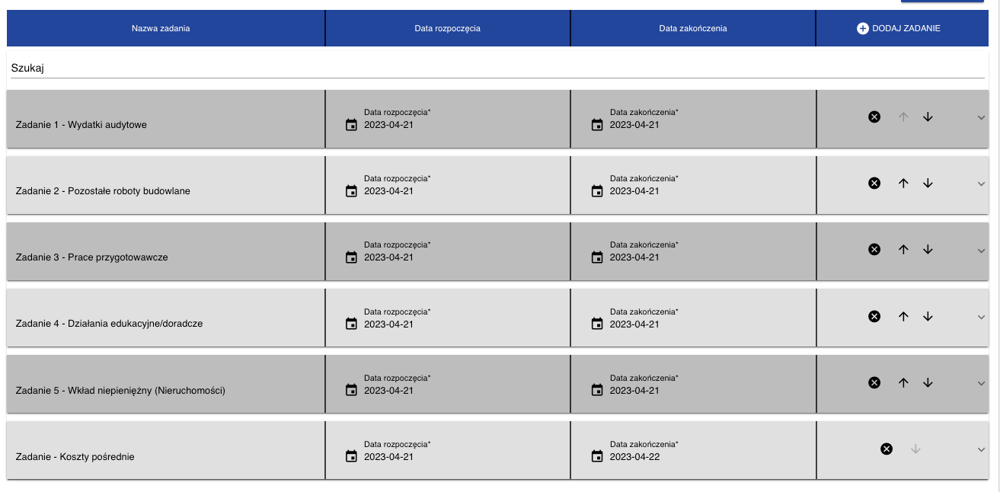 Nazwa zadania Data rozpoczęcia Data zakończenia DODAJ ZADANIE
Szukaj
Data rozpoczęcia* Data zakończenia*
Zadanie 1 - Wydatki audytowe 2023-04-21 2023-04-21
Data rozpoczęcia* Data zakończenia*
Zadanie 2 - Pozostałe roboty budowlane 2023-04-21 2023-04-21
Data rozpoczęcia* Data zakończenia*
Zadanie 3 - Prace przygotowawcze 2023-04-21 2023-04-21
Data rozpoczęcia* Data zakończenia*
Zadanie 4 - Działania edukacyjne/doradcze 2023-04-21 2023-04-21
Data rozpoczęcia* Data zakończenia*
Zadanie 5 - Wkład niepieniężny (Nieruchomości) 2023-04-21 2023-04-21
Data rozpoczęcia* Data zakończenia*
Zadanie - Koszty pośrednie 2023-04-21 2023-04-22